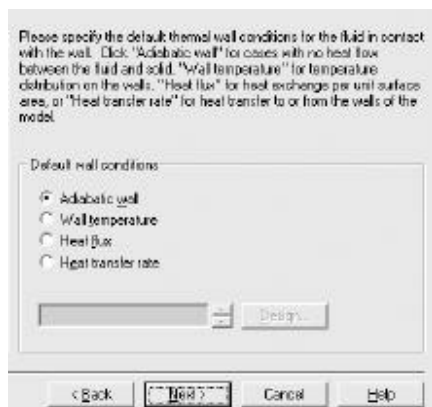 Please specify the default thermal wall conditions for the fluid in contact
with the wall. Click "Adiabatic wall" for cases with no heat flow
between the fluid and solid, "Wall temperature" for temperature
distribution on the walls, "Heat flux" for heat exchange per unit surface
area, or "Heat transfer rate" for heat transfer to or from the walls of the
model.
Default wall conditions
Adiabatic wall
Wall temperature
Heat flux
Heat transfer rate
Design...
< Back Next > Cancel Help